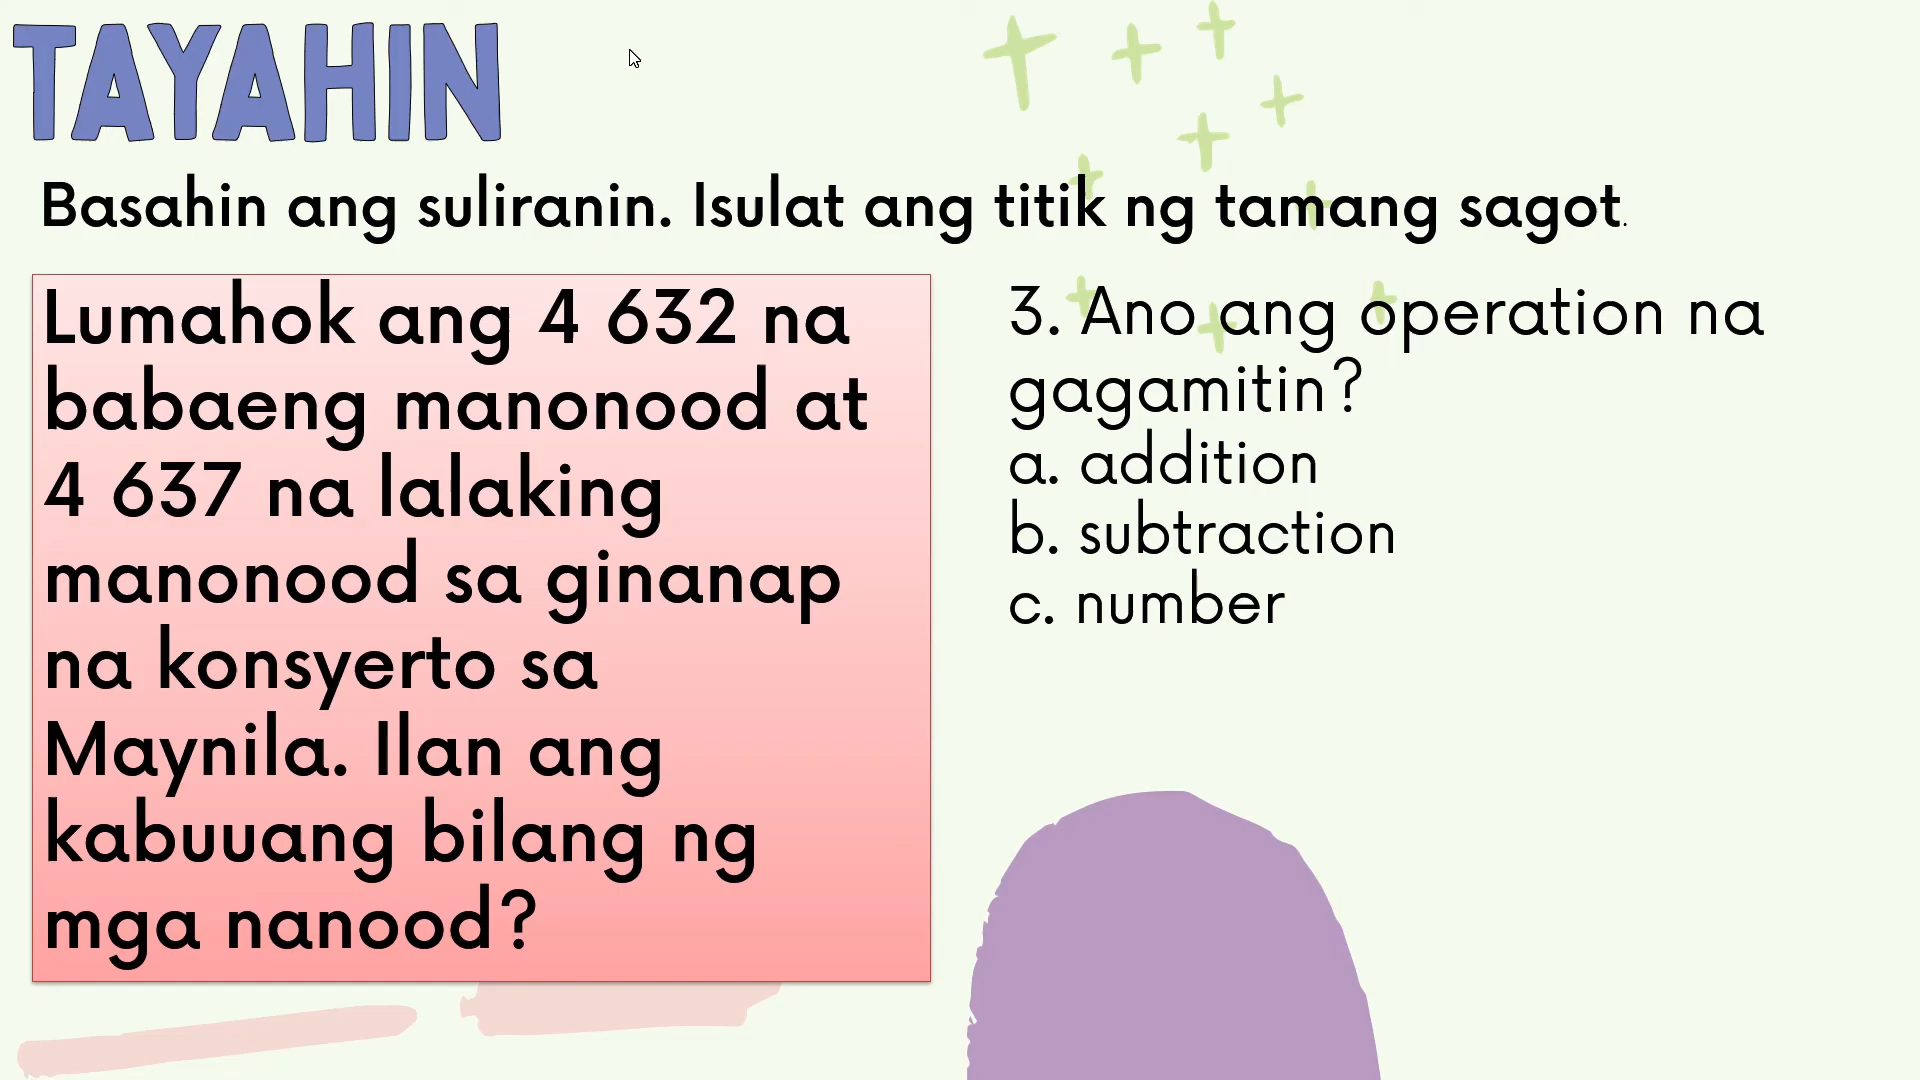 TAYAHIN
Basahin ang suliranin. Isulat ang titik ng tamang sagot.
Lumahok ang 4 632 na
babaeng manonood at
4 637 na lalaking
manonood sa ginanap
na konsyerto sa
Maynila. Ilan ang
kabuuang bilang ng
mga nanood?
3. Ano ang operation na
gagamitin?
a. addition
b. subtraction
c. number